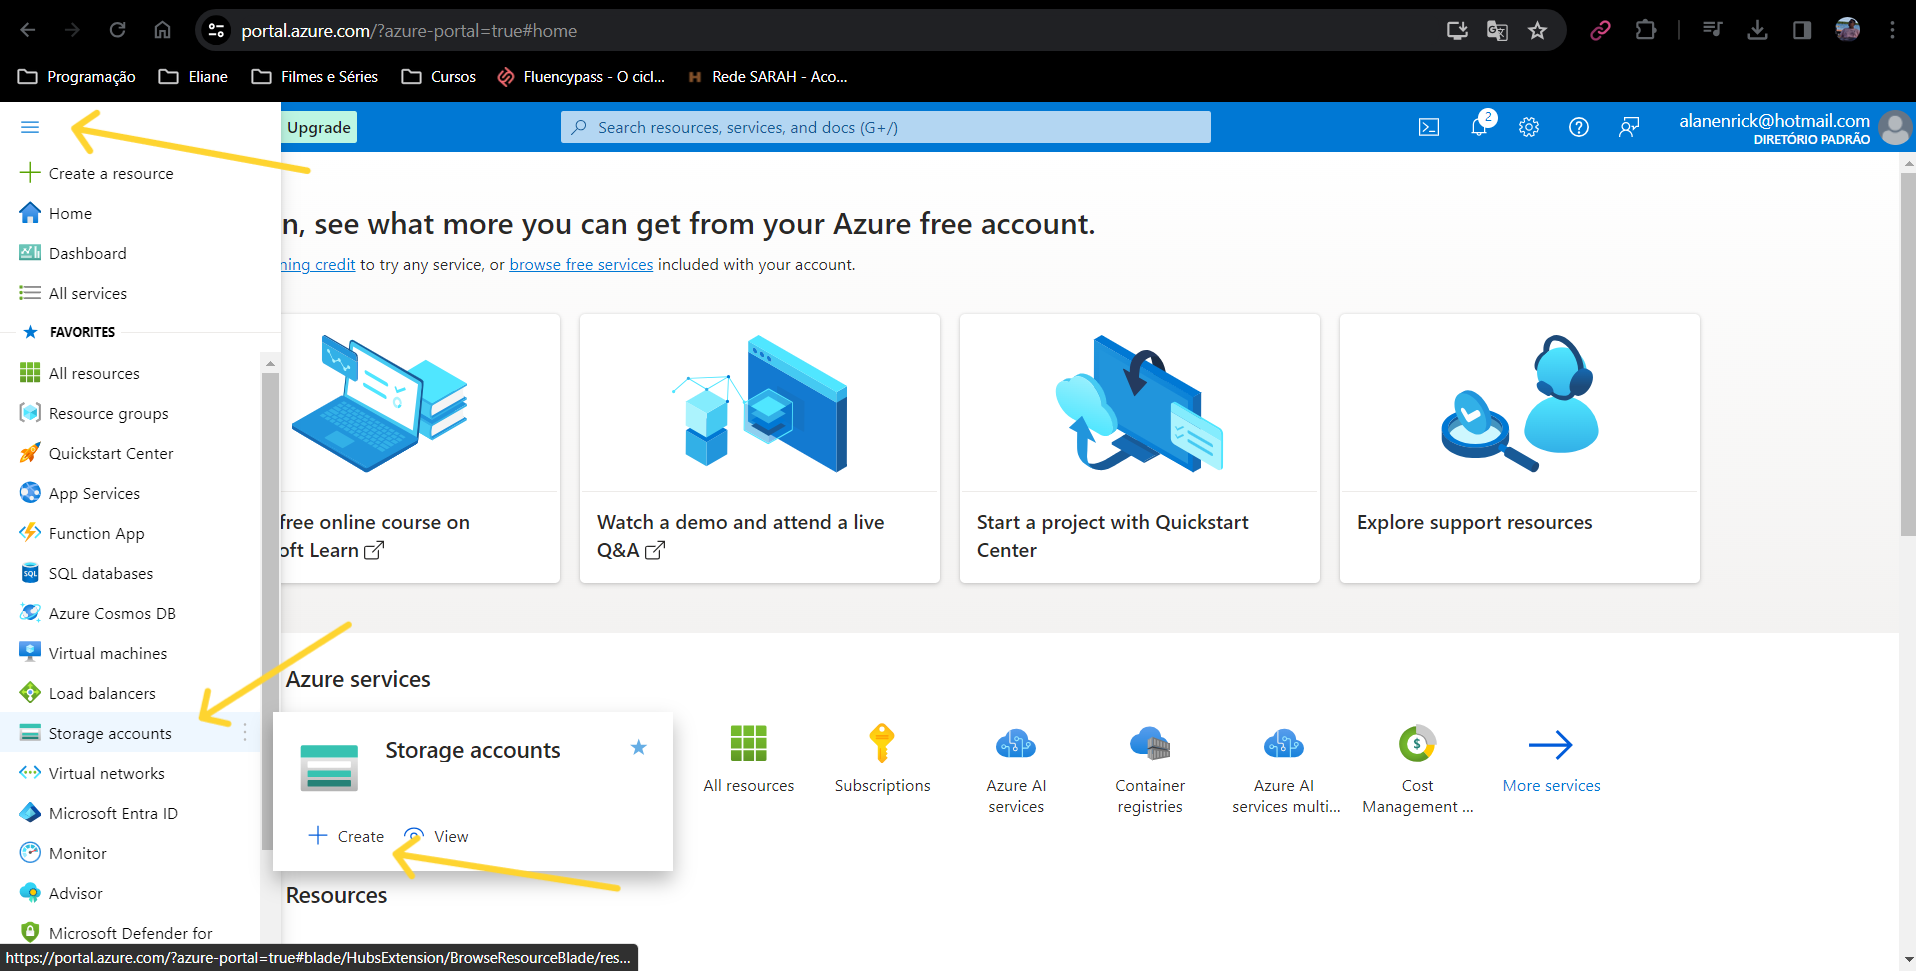 portal.azure.com/?azure-portal=true#home
Programação
Eliane
Filmes e Séries
Cursos
Fluencypass - O cicl...
H Rede SARAH - Aco...
Upgrade
Search resources, services, and docs (G+/)
2
alanenrick@hotmail.com
DIRETÓRIO PADRÃO
Create a resource
Home
Dashboard
All services
FAVORITES
All resources
Resource groups
Quickstart Center
App Services
Function App
SQL
SQL databases
Azure Cosmos DB
Virtual machines
Load balancers
Storage accounts
Virtual networks
Microsoft Entra ID
Monitor
Advisor
Microsoft Defender for
n, see what more you can get from your Azure free account.
ning credit to try any service, or browse free services included with your account.
free online course on
oft Learn
Watch a demo and attend a live
Q&A
Start a project with Quickstart
Center
Explore support resources
Azure services
Storage accounts
Create
View
All resources
Subscriptions
Azure AI
services
Container
registries
Azure AI
services multi...
$
Cost
Management ...
More services
Resources
https://portal.azure.com/?azure-portal=true#blade/HubsExtension/BrowseResourceBlade/res...